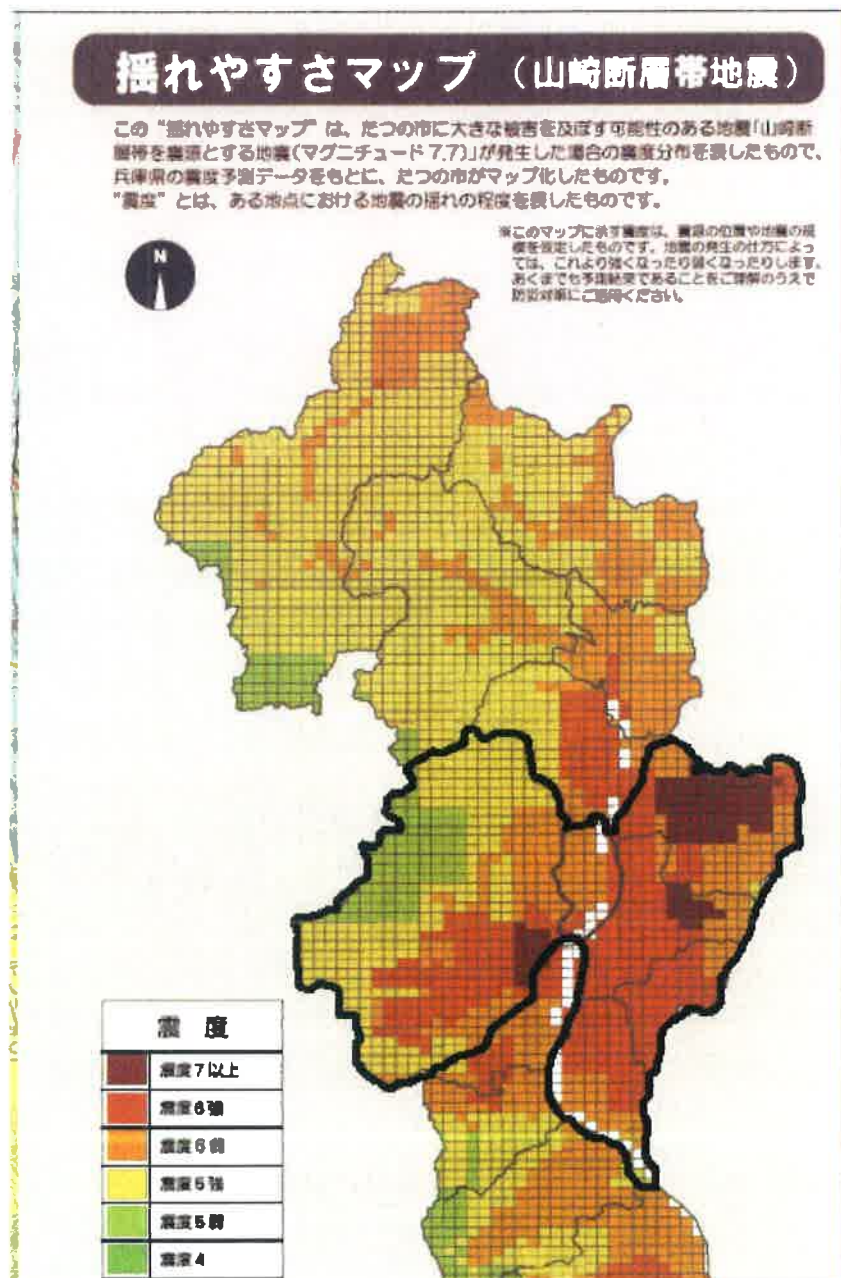 揺れやすさマップ (山崎断層帯地震)
この “揺れやすさマップ” は、たつの市に大きな被害を及ぼす可能性のある地震「山崎断
層帯を震源とする地震(マグニチュード7.7)」が発生した場合の震度分布を表したもので、
兵庫県の震度予測データをもとに、たつの市がマップ化したものです。
“震度” とは、ある地点における地震の揺れの程度を表したものです。
※このマップに示す震度は、震源の位置や地震の規
模を仮定したものです。地震の発生の仕方によっ
ては、これより強くなったり弱くなったりします。
あくまでも予測結果であることをご理解のうえで
防災対策にご活用ください。
N
震 度
震度7以上
震度6強
震度6弱
震度5強
震度5弱
震度4